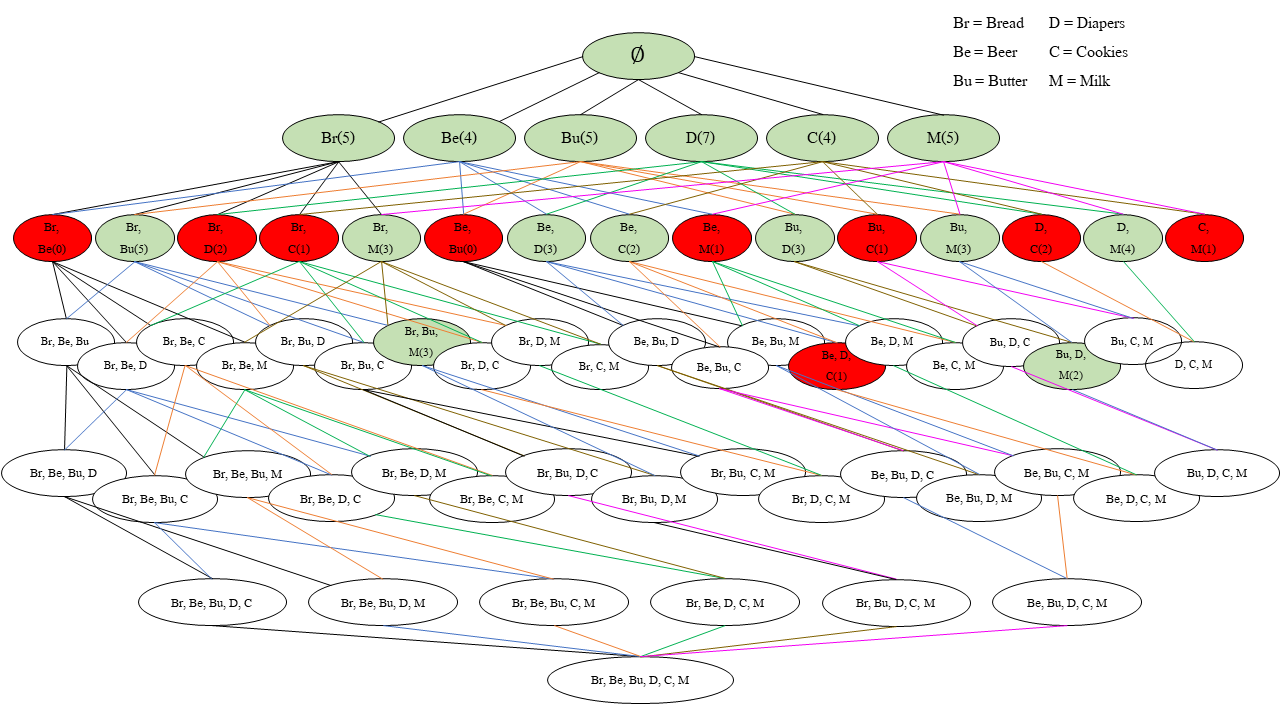 Br = Bread D = Diapers
Be = Beer C = Cookies
Bu = Butter M = Milk
∅
Br(5) Be(4) Bu(5) D(7) C(4) M(5)
Br,
Be(0)
Br,
Bu(5)
Br,
D(2)
Br,
C(1)
Br,
M(3)
Be,
Bu(0)
Be,
D(3)
Be,
C(2)
Be,
M(1)
Bu,
D(3)
Bu,
C(1)
Bu,
M(3)
D,
C(2)
D,
M(4)
C,
M(1)
Br, Be, Bu
Br, Be, D
Br, Be, C
Br, Be, M
Br, Bu, D
Br, Bu, C
Br, Bu,
M(3)
Br, D, C
Br, D, M
Br, C, M
Be, Bu, D
Be, Bu, C
Be, Bu, M
Be, D,
C(1)
Be, D, M
Be, C, M
Bu, D, C
Bu, D,
M(2)
Bu, C, M
D, C, M
Br, Be, Bu, D
Br, Be, Bu, C
Br, Be, Bu, M
Br, Be, D, C
Br, Be, D, M
Br, Be, C, M
Br, Bu, D, C
Br, Bu, D, M
Br, Bu, C, M
Br, D, C, M
Be, Bu, D, C
Be, Bu, D, M
Be, Bu, C, M
Be, D, C, M
Bu, D, C, M
Br, Be, Bu, D, C
Br, Be, Bu, D, M
Br, Be, Bu, C, M
Br, Be, D, C, M
Br, Bu, D, C, M
Be, Bu, D, C, M
Br, Be, Bu, D, C, M